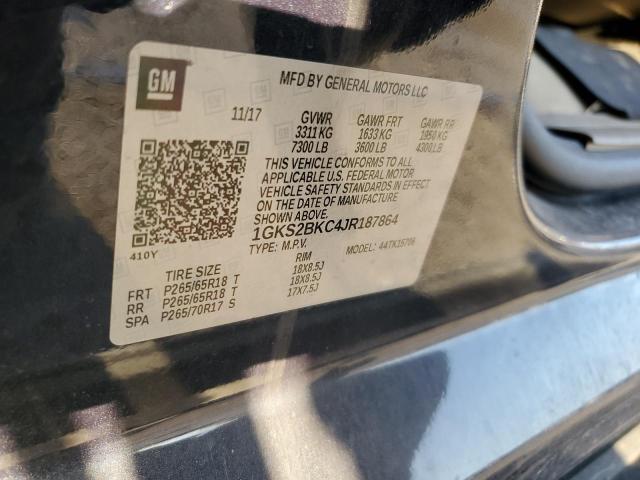 GM
MFD BY GENERAL MOTORS LLC
11/17 GVWR GAWR FRT GAWR RR
3311 KG 1633 KG 1950 KG
7300 LB 3600 LB 4300 LB
THIS VEHICLE CONFORMS TO ALL
APPLICABLE U.S. FEDERAL MOTOR
VEHICLE SAFETY STANDARDS IN EFFECT
ON THE DATE OF MANUFACTURE
SHOWN ABOVE.
1GKS2BKC4JR187864
410Y TYPE: M.P.V. MODEL: 44TK15706
TIRE SIZE RIM
FRT P265/65R18 T 18X8.5J
RR P265/65R18 T 18X8.5J
SPA P265/70R17 S 17X7.5J